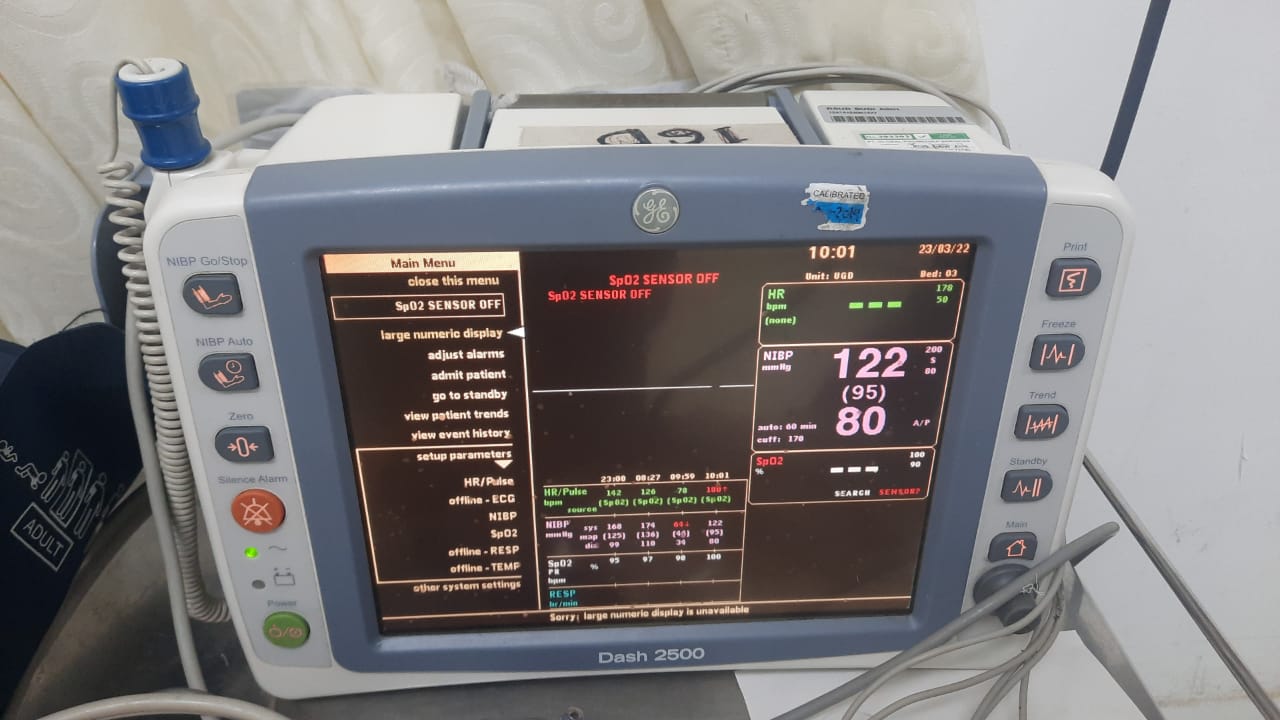 191
CALIBRATED
2019
GE
NIBP Go/Stop
NIBP Auto
Zero
Silence Alarm
Power
ADULT
Main Menu
close this menu
SpO2 SENSOR OFF
large numeric display
adjust alarms
admit patient
go to standby
view patient trends
view event history
setup parameters
HR/Pulse
offline - ECG
NIBP
SpO2
offline - RESP
offline - TEMP
other system settings
SpO2 SENSOR OFF
SpO2 SENSOR OFF
10:01 23/03/22
Unit: UGD Bed: 03
HR 170
bpm --- 50
(none)
NIBP 122 200
mmHg S
80
(95)
80
auto: 60 min A/P
cuff: 170
SpO2 100
% --- 90
SEARCH SENSOR?
23:00 08:27 09:59 10:01
HR/Pulse 142 126 78
bpm (SpO2) (SpO2) (SpO2) (SpO2)
source
NIBP sys 168 174 122
mmHg map (125) (136) (95)
dia 99 110 80
SpO2 % 95 97 98 100
PR
bpm
RESP
br/min
Sorry; large numeric display is unavailable
Dash 2500
Print
Freeze
Trend
Standby
Main